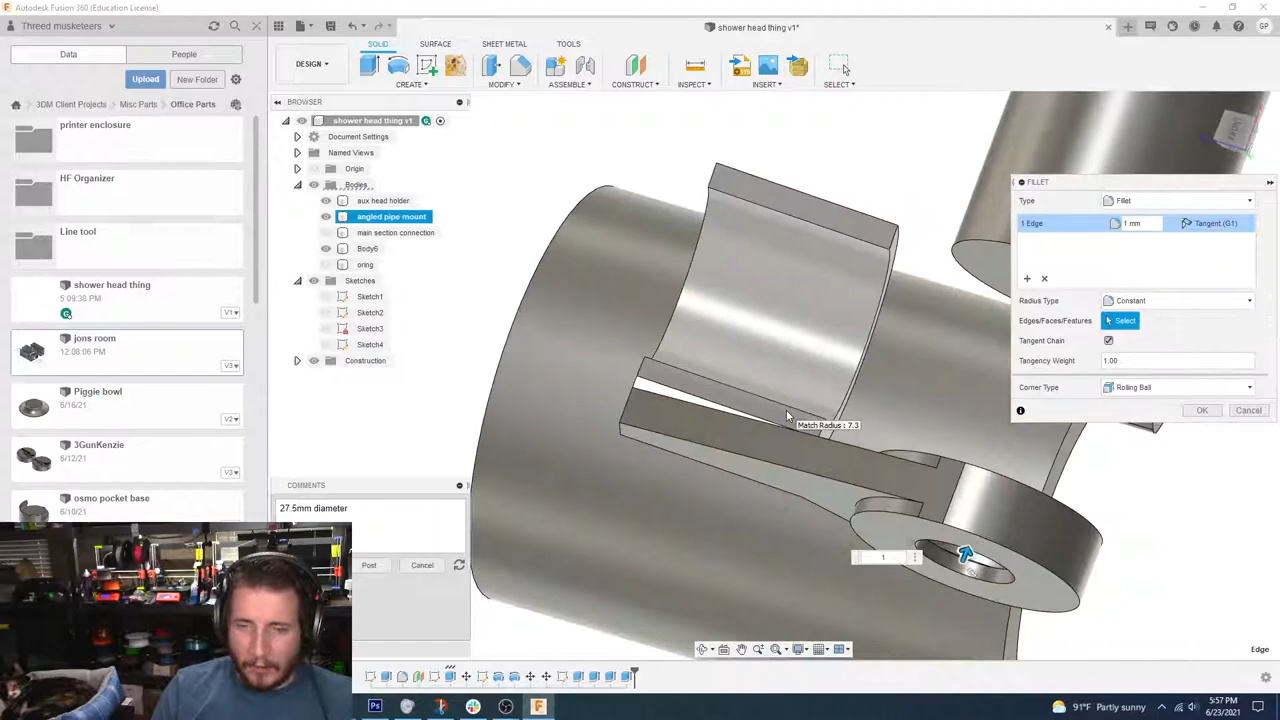 Autodesk Fusion 360 (Education License)
Threed musketeers
shower head thing v1*
GP
Data
People
Upload
New Folder
3DM Client Projects
Misc Parts
Office Parts
printer enclosure
HF Organizer
Line tool
shower head thing
5:09:38 PM
V1
jons room
12:08:06 PM
V3
Piggie bowl
6/16/21
V2
3GunKenzie
6/12/21
V3
osmo pocket base
6/10/21
DESIGN
SOLID
SURFACE
SHEET METAL
TOOLS
CREATE
MODIFY
ASSEMBLE
CONSTRUCT
INSPECT
INSERT
SELECT
BROWSER
shower head thing v1
Document Settings
Named Views
Origin
Bodies
aux head holder
angled pipe mount
main section connection
Body6
oring
Sketches
Sketch1
Sketch2
Sketch3
Sketch4
Construction
COMMENTS
27.5mm diameter
Post
Cancel
Match Radius : 7.3
1
FILLET
Type
Fillet
1 Edge
1 mm
Tangent (G1)
Radius Type
Constant
Edges/Faces/Features
Select
Tangent Chain
Tangency Weight
1.00
Corner Type
Rolling Ball
OK
Cancel
Edge
91°F Partly sunny
5:57 PM
6/23/2021